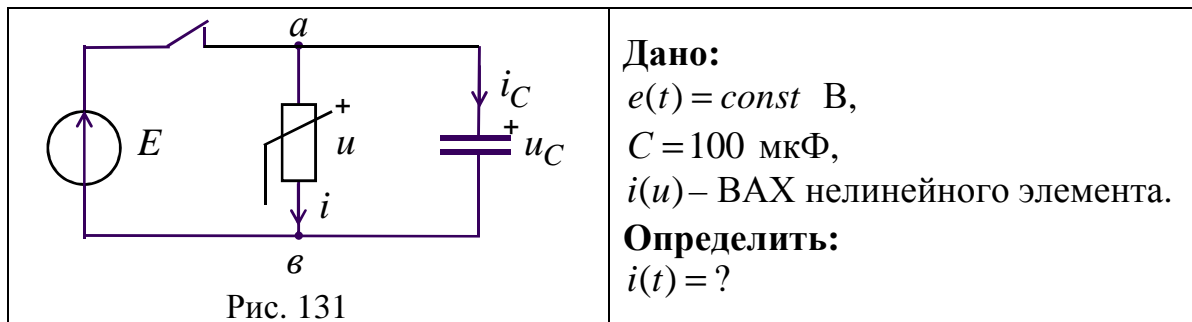 a
E
+
u
i
i_C
+
u_C
в
Рис. 131
Дано:
e(t) = const В,
C = 100 мкФ,
i(u) – ВАХ нелинейного элемента.
Определить:
i(t) = ?